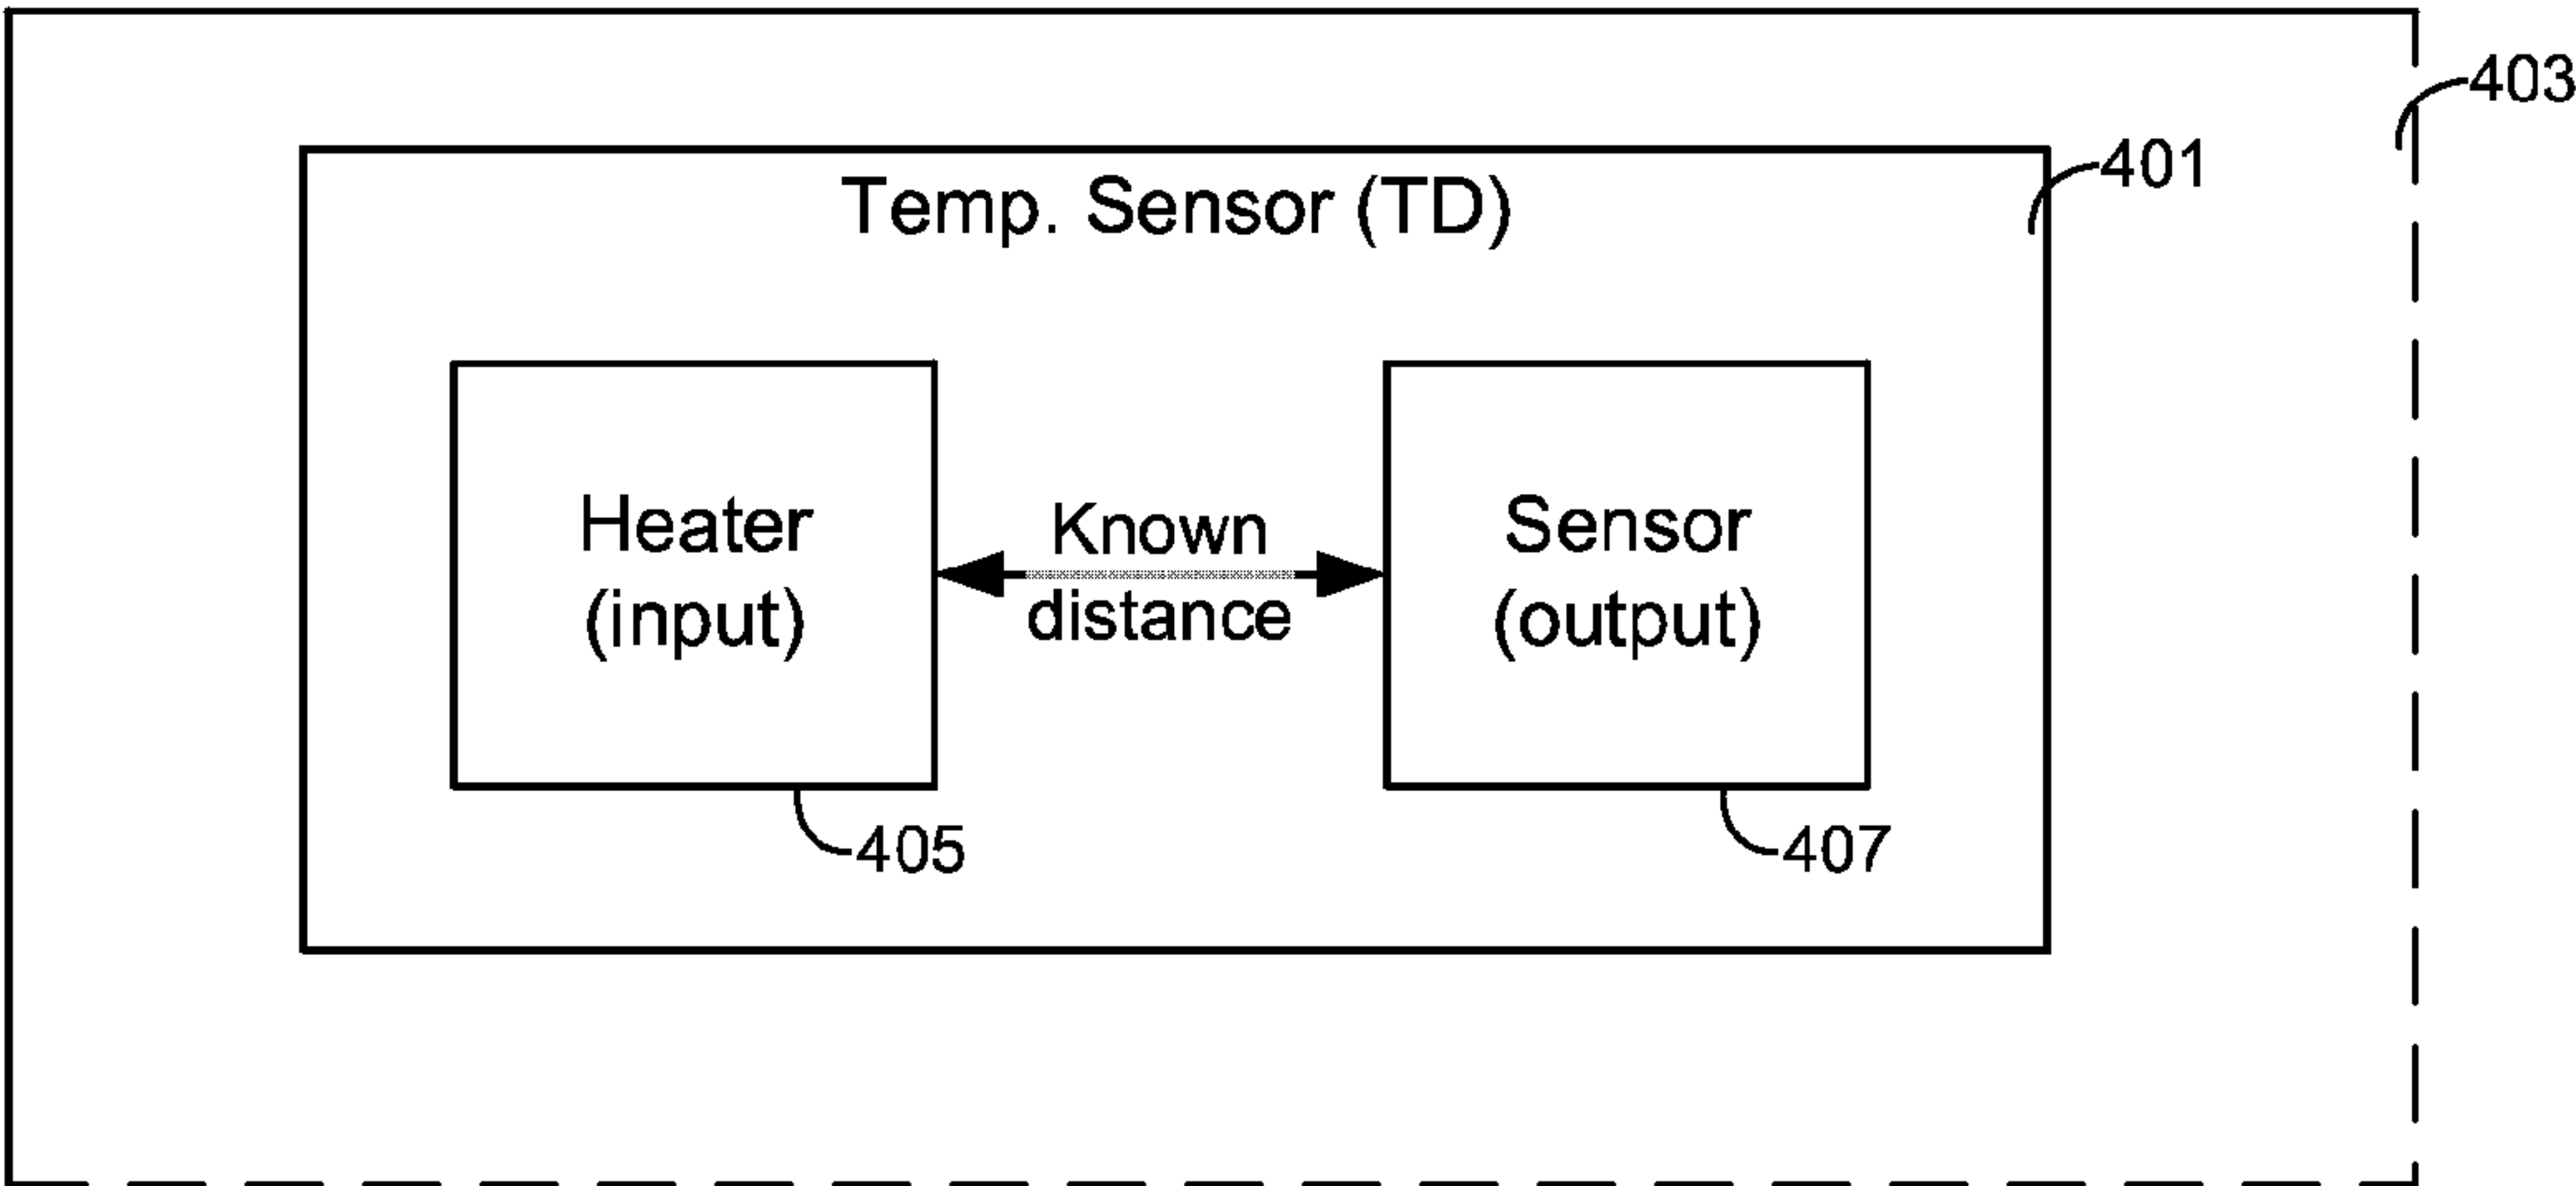 403
401
Temp. Sensor (TD)
Heater
(input)
Known
distance
Sensor
(output)
405
407